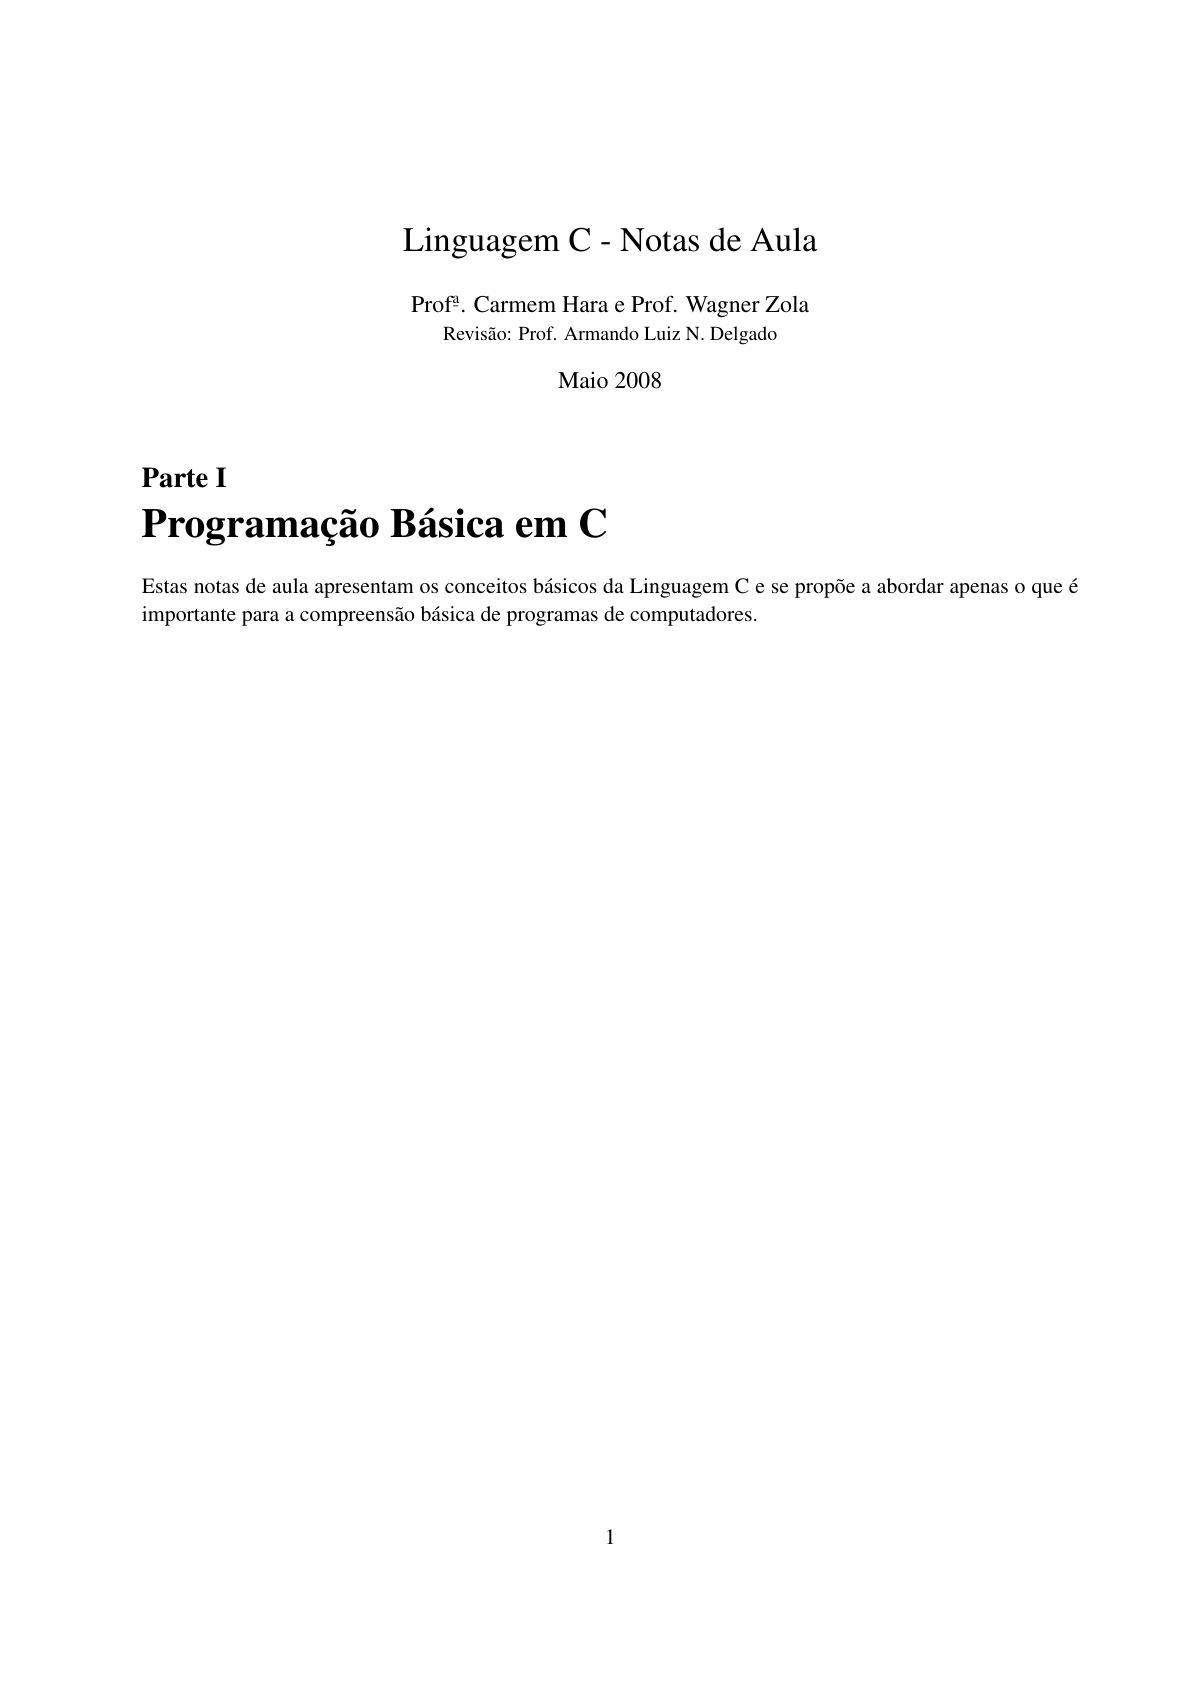 Linguagem C - Notas de Aula
Profª. Carmem Hara e Prof. Wagner Zola
Revisão: Prof. Armando Luiz N. Delgado
Maio 2008
Parte I
Programação Básica em C
Estas notas de aula apresentam os conceitos básicos da Linguagem C e se propõe a abordar apenas o que é
importante para a compreensão básica de programas de computadores.
1